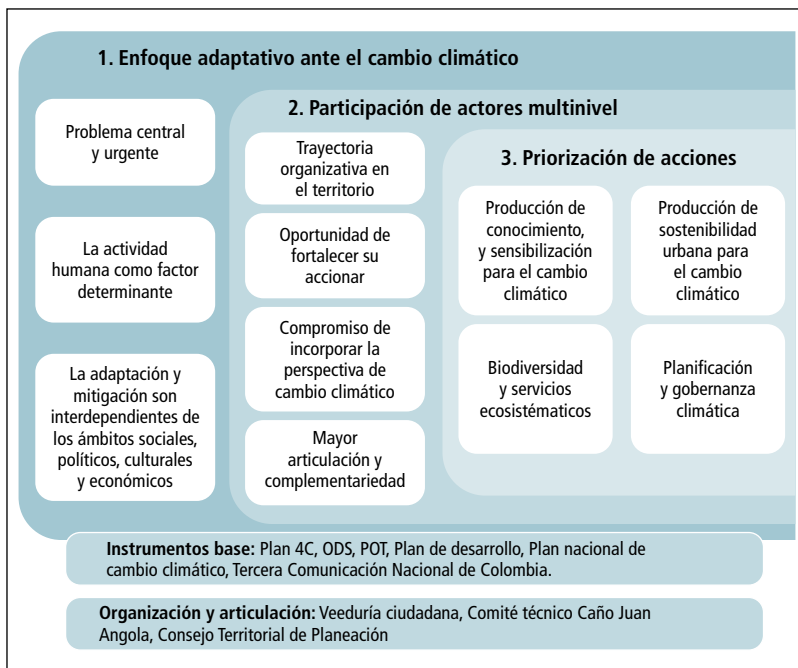 1. Enfoque adaptativo ante el cambio climático
Problema central
y urgente
La actividad
humana como factor
determinante
La adaptación y
mitigación son
interdependientes de
los ámbitos sociales,
políticos, culturales
y económicos
2. Participación de actores multinivel
Trayectoria
organizativa en
el territorio
Oportunidad de
fortalecer su
accionar
Compromiso de
incorporar la
perspectiva de
cambio climático
Mayor
articulación y
complementariedad
3. Priorización de acciones
Producción de
conocimiento,
y sensibilización
para el cambio
climático
Producción de
sostenibilidad
urbana para
el cambio
climático
Biodiversidad
y servicios
ecosistématicos
Planificación
y gobernanza
climática
Instrumentos base: Plan 4C, ODS, POT, Plan de desarrollo, Plan nacional de
cambio climático, Tercera Comunicación Nacional de Colombia.
Organización y articulación: Veeduría ciudadana, Comité técnico Caño Juan
Angola, Consejo Territorial de Planeación